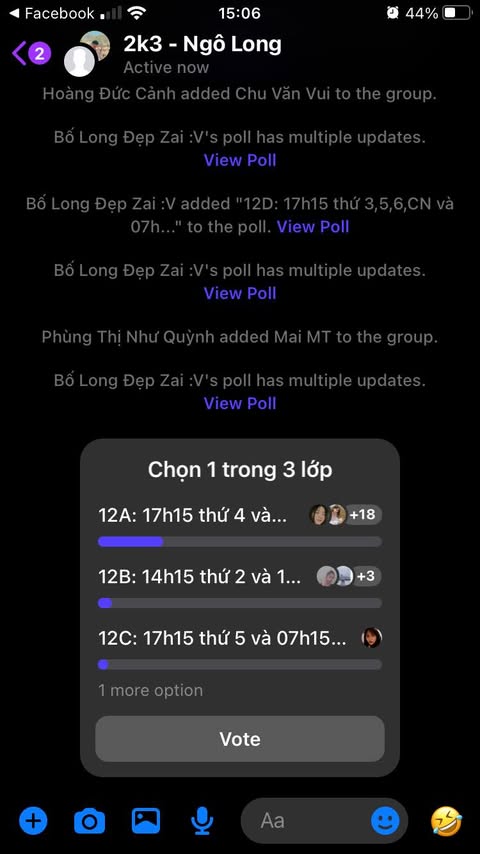 Facebook
15:06
44%
2
2k3 - Ngô Long
Active now
Hoàng Đức Cảnh added Chu Văn Vui to the group.
Bố Long Đẹp Zai :V's poll has multiple updates.
View Poll
Bố Long Đẹp Zai :V added "12D: 17h15 thứ 3,5,6,CN và
07h..." to the poll. View Poll
Bố Long Đẹp Zai :V's poll has multiple updates.
View Poll
Phùng Thị Như Quỳnh added Mai MT to the group.
Bố Long Đẹp Zai :V's poll has multiple updates.
View Poll
Chọn 1 trong 3 lớp
12A: 17h15 thứ 4 và... +18
12B: 14h15 thứ 2 và 1... +3
12C: 17h15 thứ 5 và 07h15...
1 more option
Vote
Aa